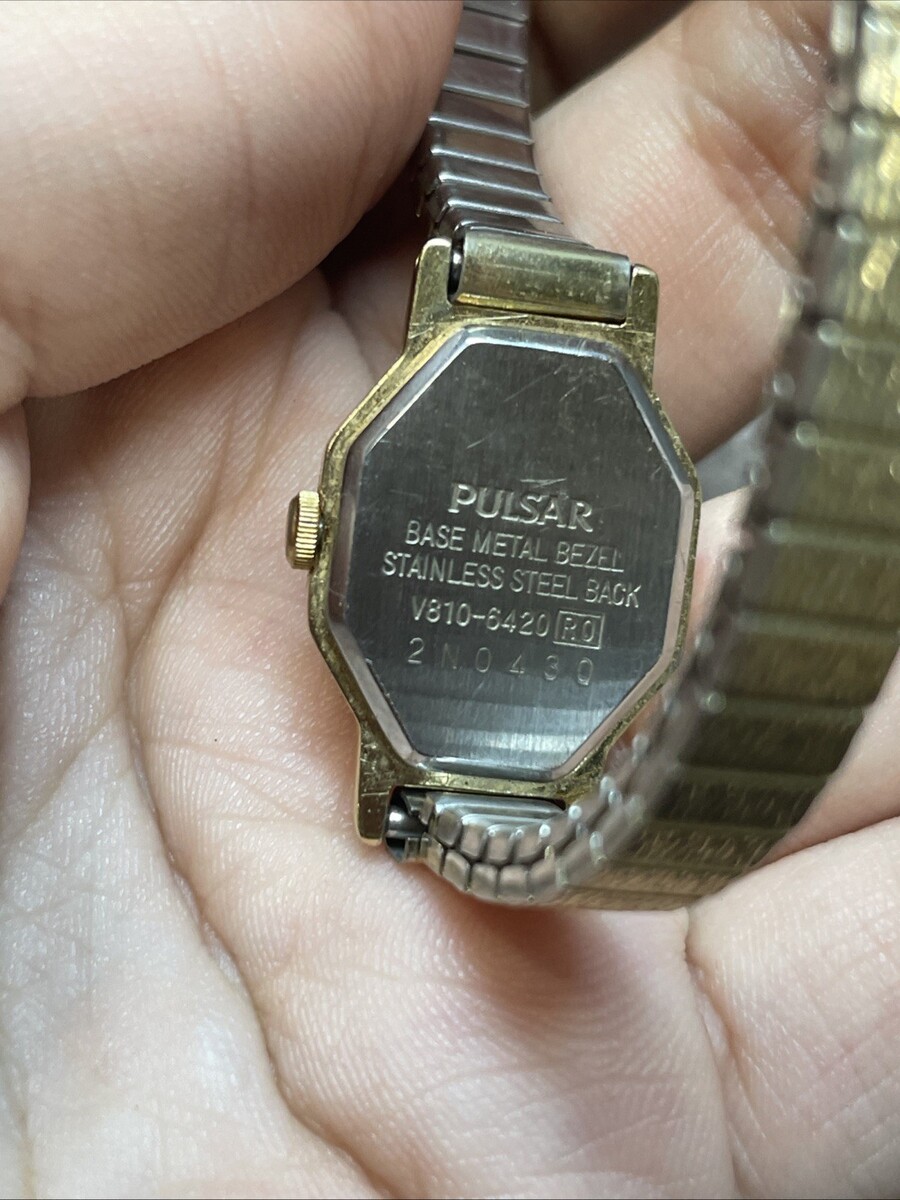 PULSAR
BASE METAL BEZEL
STAINLESS STEEL BACK
V810-6420 R0
2N0430